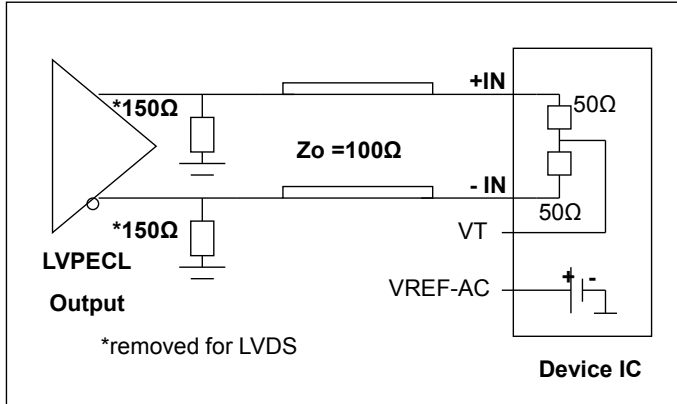 *150Ω
+IN
50Ω
Zo =100Ω
- IN
50Ω
*150Ω
VT
LVPECL
Output
VREF-AC
+ -
*removed for LVDS
Device IC